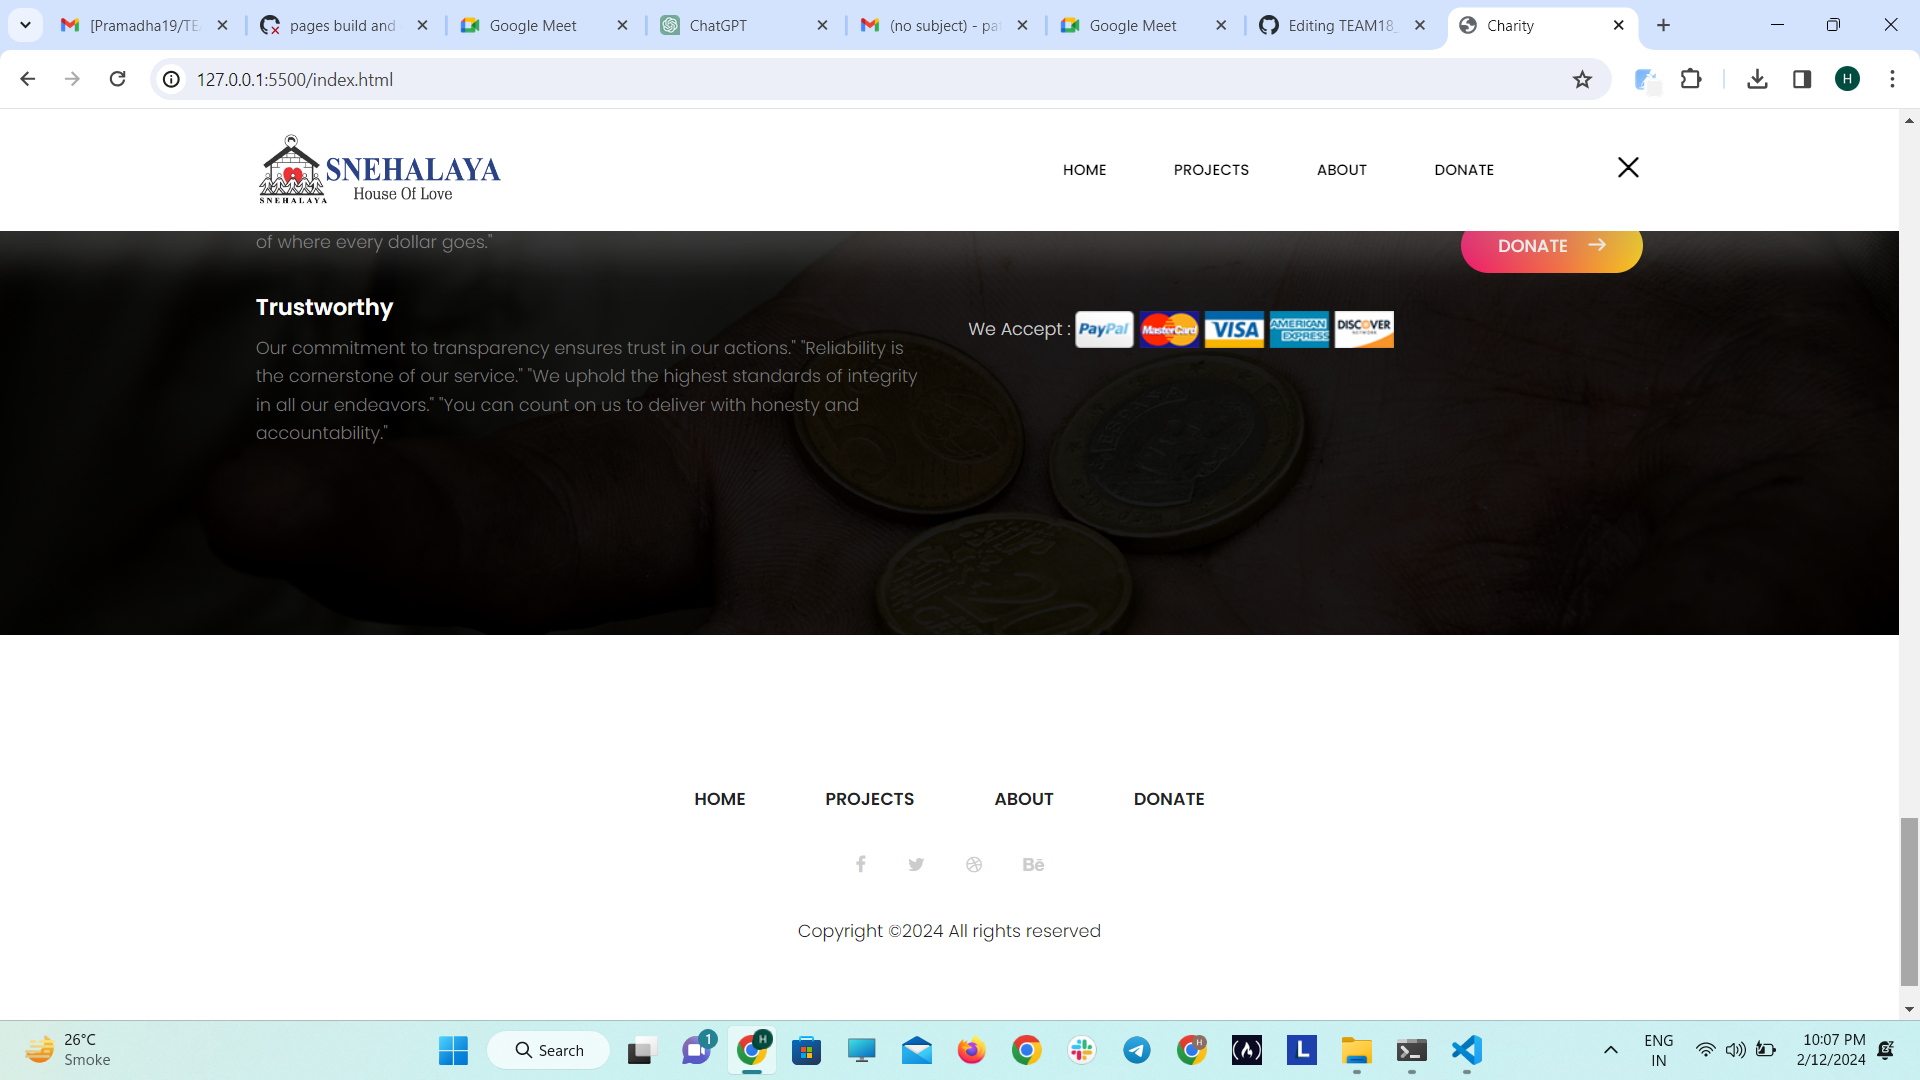 [Pramadha19/TEA
pages build and
Google Meet
ChatGPT
(no subject) - pat
Google Meet
Editing TEAM18_
Charity
127.0.0.1:5500/index.html
H
SNEHALAYA
SNEHALAYA
House Of Love
HOME
PROJECTS
ABOUT
DONATE
of where every dollar goes."
DONATE
Trustworthy
Our commitment to transparency ensures trust in our actions." "Reliability is
the cornerstone of our service." "We uphold the highest standards of integrity
in all our endeavors." "You can count on us to deliver with honesty and
accountability."
We Accept :
PayPal
MasterCard
VISA
AMERICAN EXPRESS
DISCOVER
NETWORK
HOME
PROJECTS
ABOUT
DONATE
Bē
Copyright ©2024 All rights reserved
26°C
Smoke
Search
1
H
H
L
ENG
IN
10:07 PM
2/12/2024